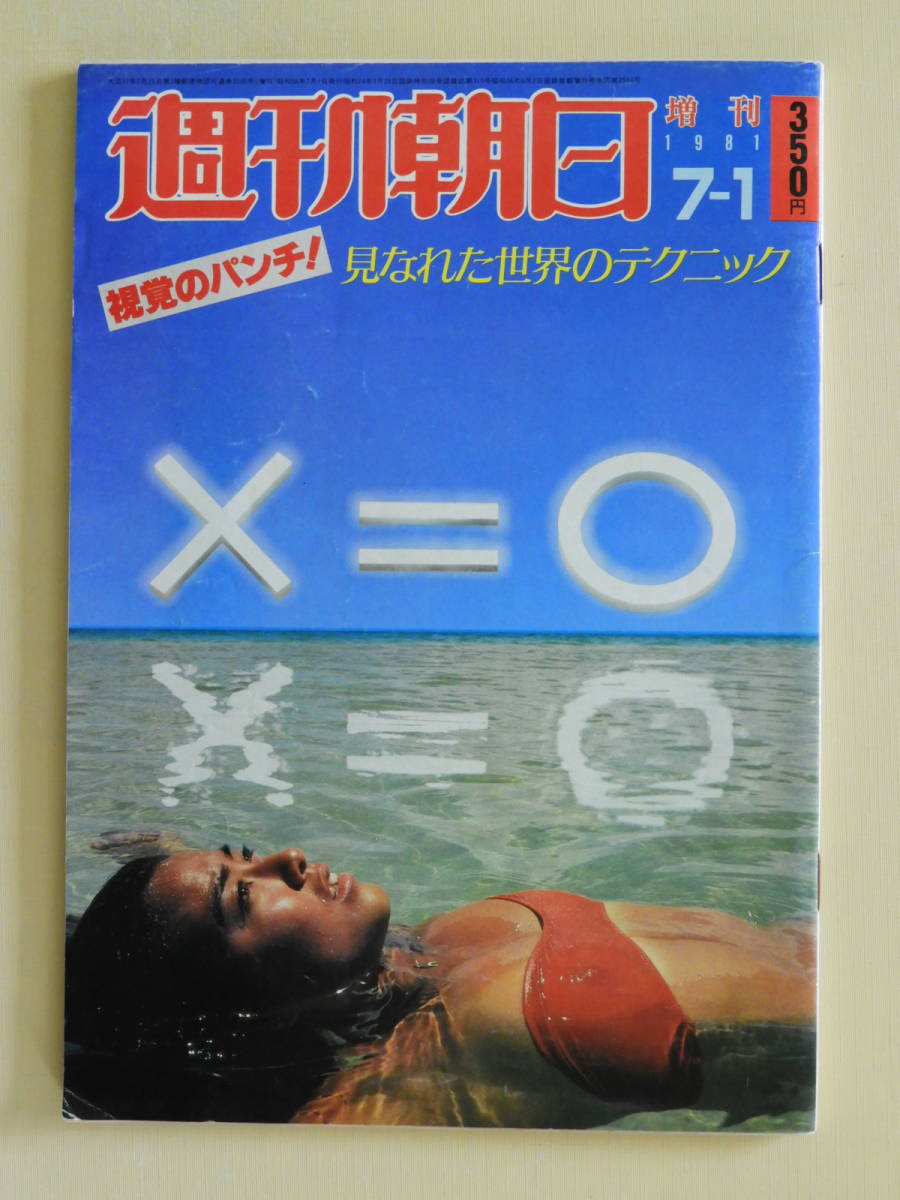 週刊朝日
増刊
1981
7-1
350円
視覚のパンチ!
見なれた世界のテクニック
×=○